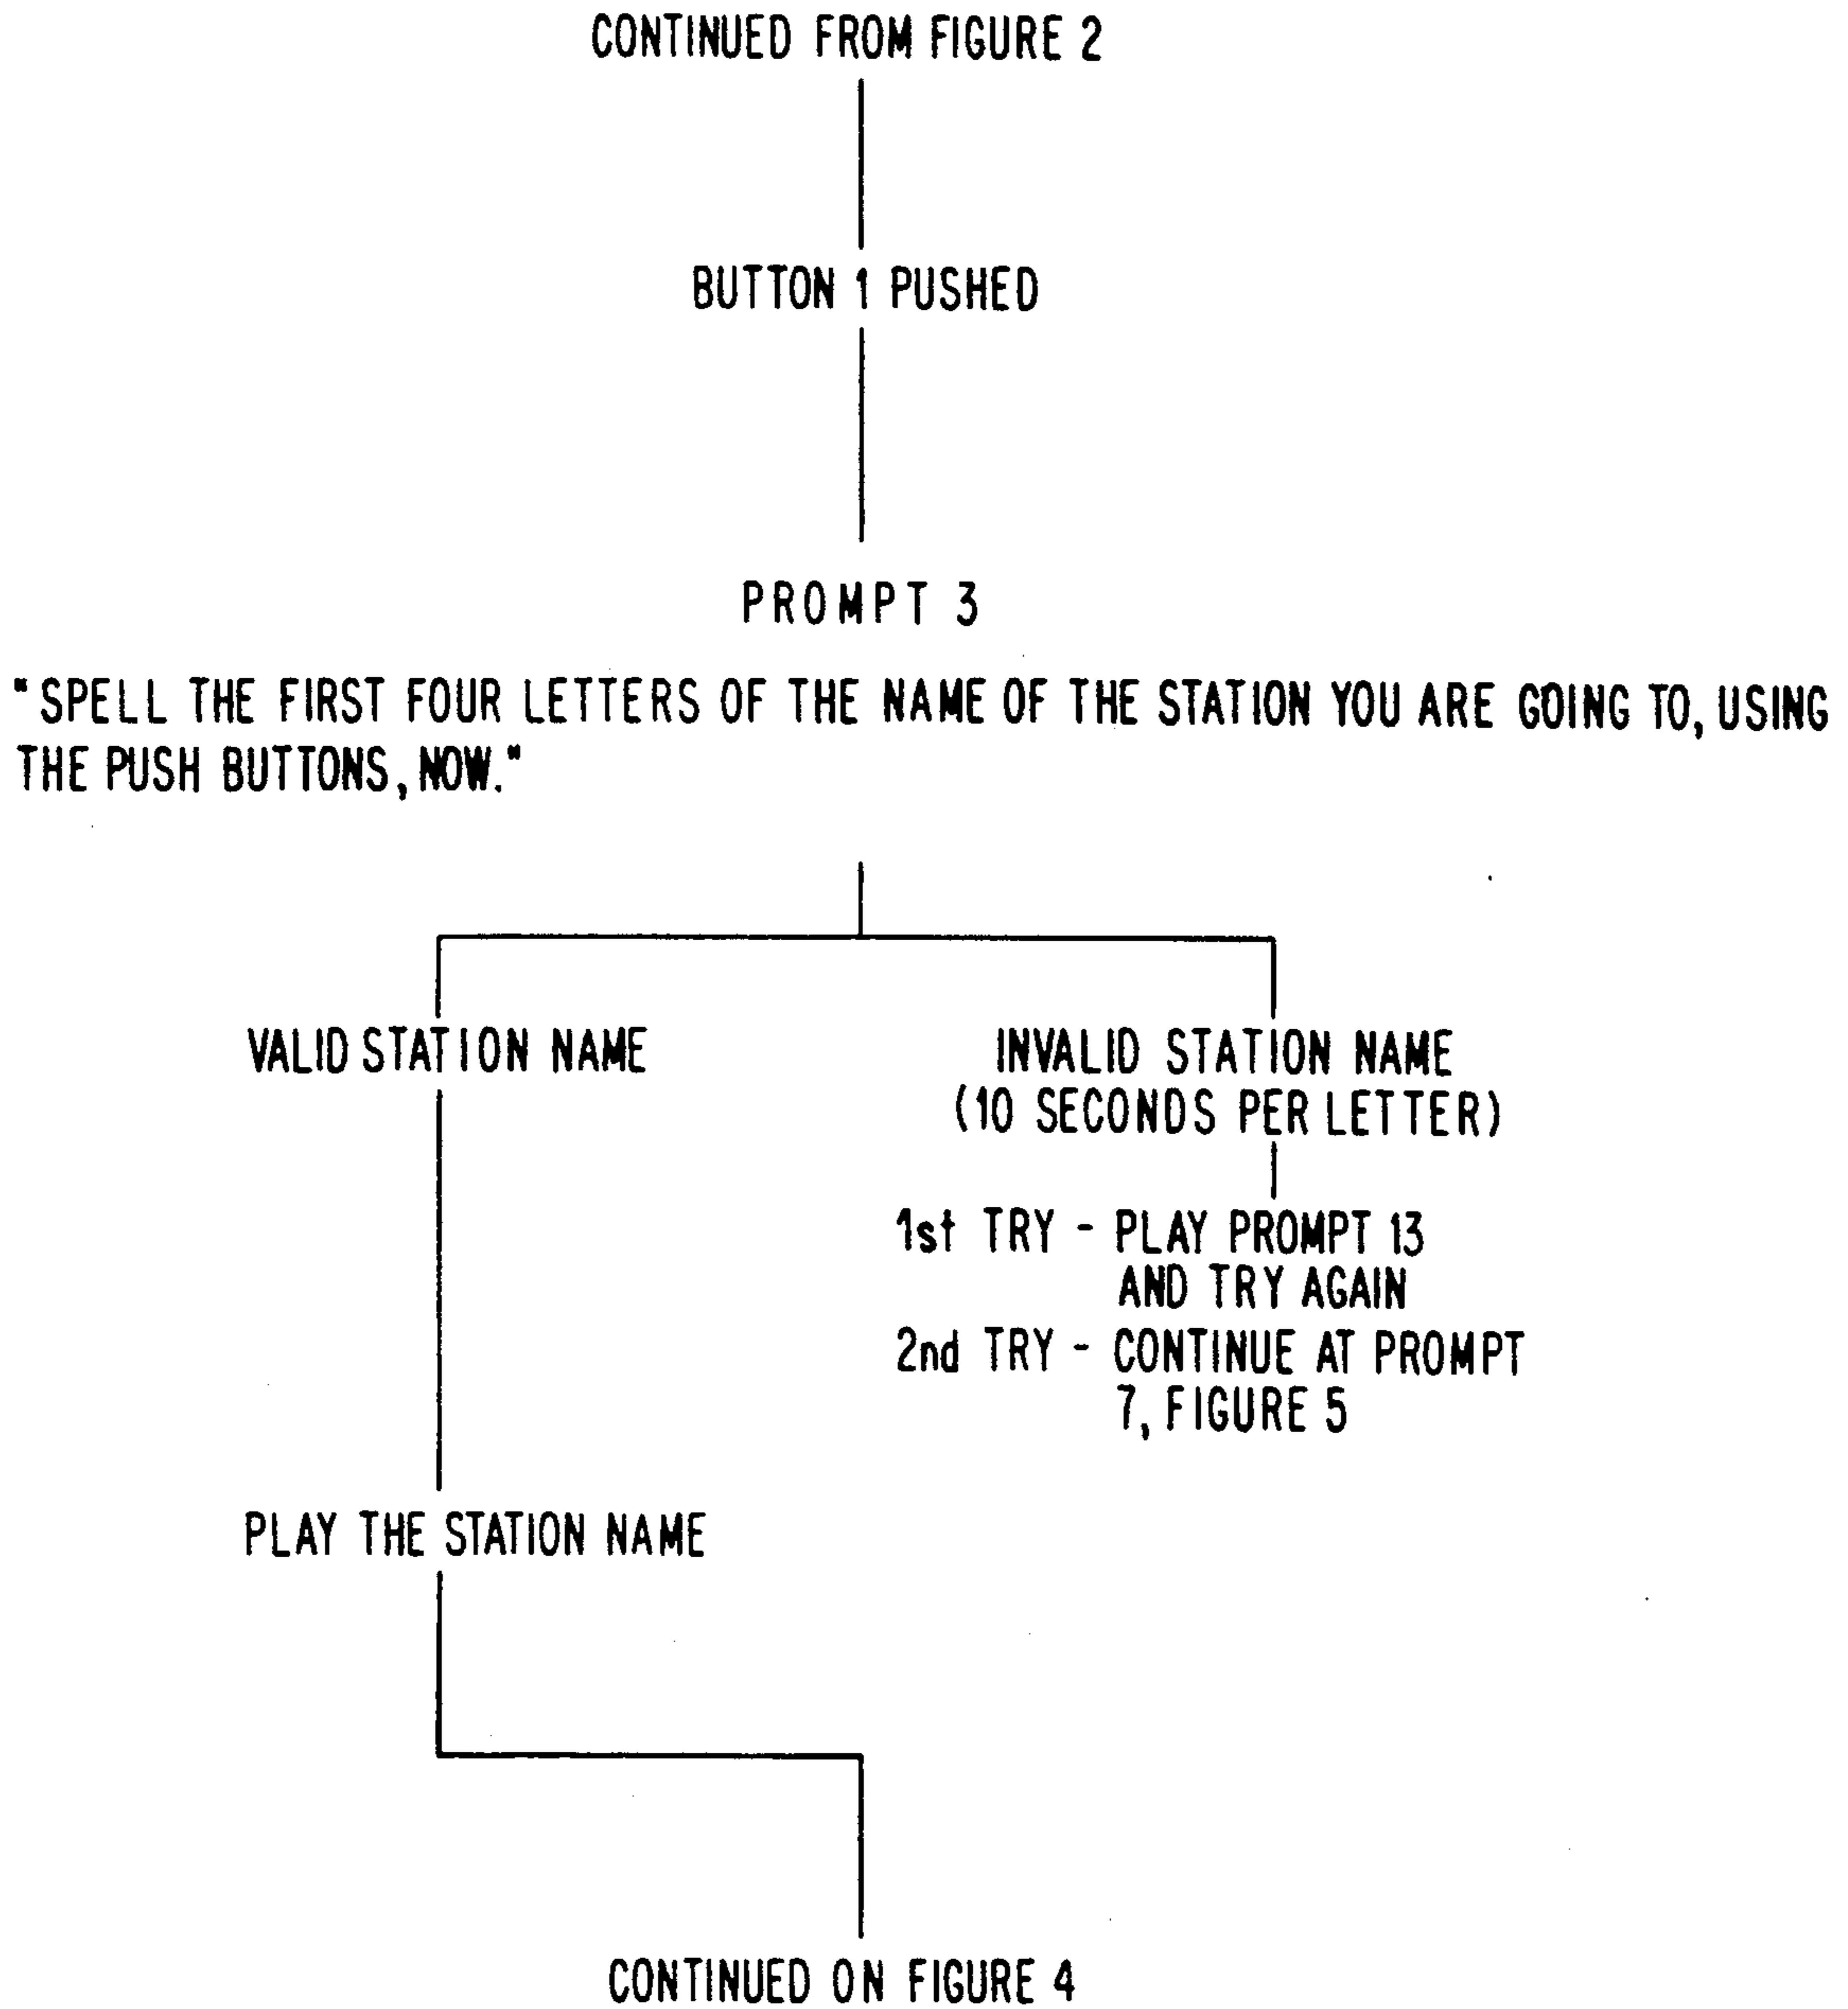 CONTINUED FROM FIGURE 2
BUTTON 1 PUSHED
PROMPT 3
"SPELL THE FIRST FOUR LETTERS OF THE NAME OF THE STATION YOU ARE GOING TO, USING
THE PUSH BUTTONS, NOW."
VALID STATION NAME
INVALID STATION NAME
(10 SECONDS PER LETTER)
1st TRY - PLAY PROMPT 13
AND TRY AGAIN
2nd TRY - CONTINUE AT PROMPT
7, FIGURE 5
PLAY THE STATION NAME
CONTINUED ON FIGURE 4